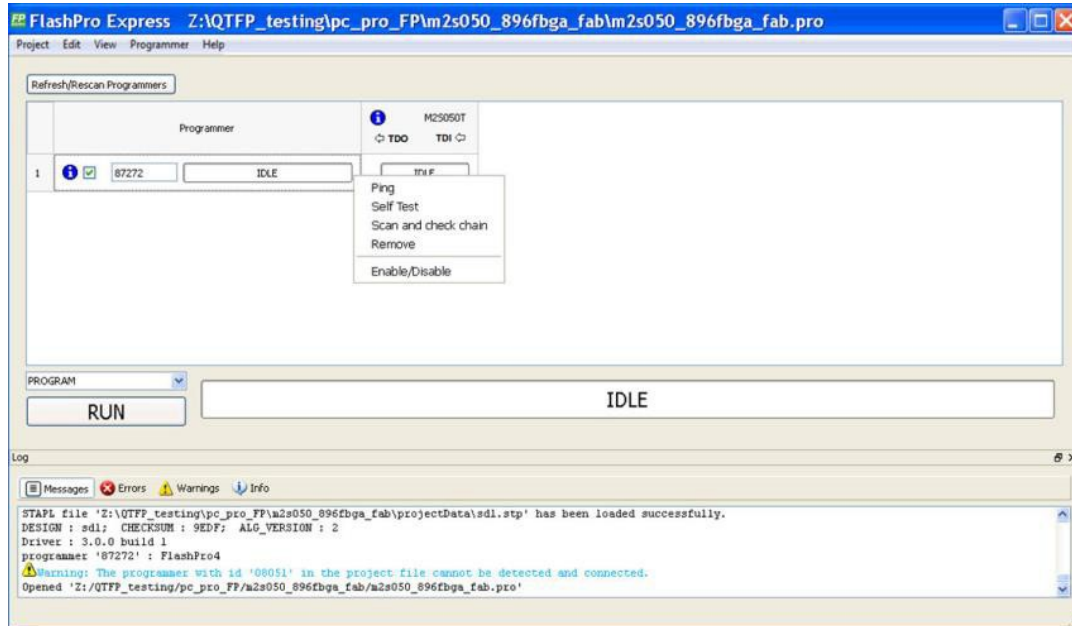 FP FlashPro Express Z:\QTFP_testing\pc_pro_FP\m2s050_896fbga_fab\m2s050_896fbga_fab.pro
Project Edit View Programmer Help
Refresh/Rescan Programmers
Programmer
M2S050T
TDO TDI
1 87272 IDLE IDLE
Ping
Self Test
Scan and check chain
Remove
Enable/Disable
PROGRAM
RUN
IDLE
Log
Messages Errors Warnings Info
STAPL file 'Z:\QTFP_testing\pc_pro_FP\m2s050_896fbga_fab\projectData\sdl.stp' has been loaded successfully.
DESIGN : sdl; CHECKSUM : 9EDF; ALG_VERSION : 2
Driver : 3.0.0 build 1
programmer '87272' : FlashPro4
Warning: The programmer with id '08051' in the project file cannot be detected and connected.
Opened 'Z:/QTFP_testing/pc_pro_FP/m2s050_896fbga_fab/m2s050_896fbga_fab.pro'